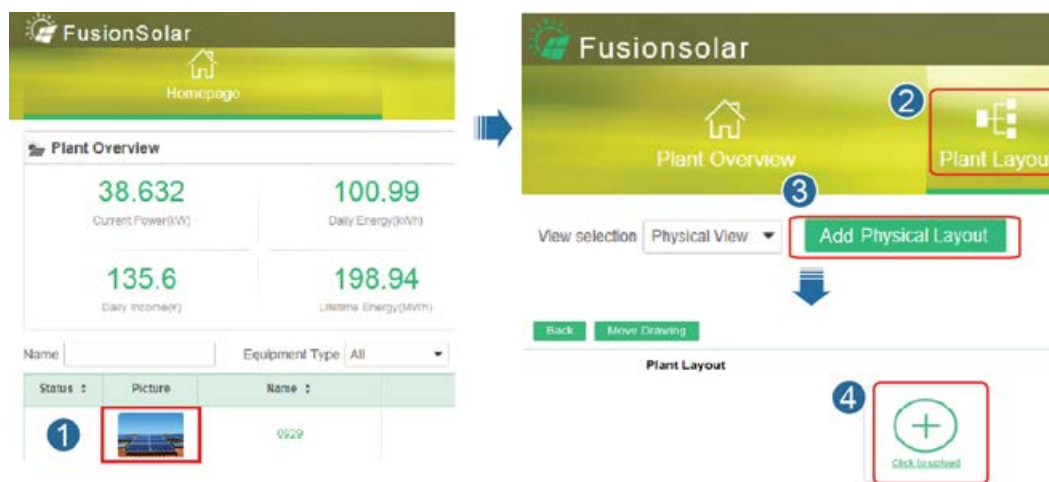 FusionSolar
Homepage
Plant Overview
38.632
100.99
Current Power(kW)
Daily Energy(kWh)
135.6
198.94
Daily Income(¥)
Lifetime Energy(MWh)
Name
Equipment Type All
Status Picture Name
1
0929
Fusionsolar
2
Plant Overview
Plant Layou
3
View selection Physical View
Add Physical Layout
Back
Move Drawing
Plant Layout
4
Click to upload